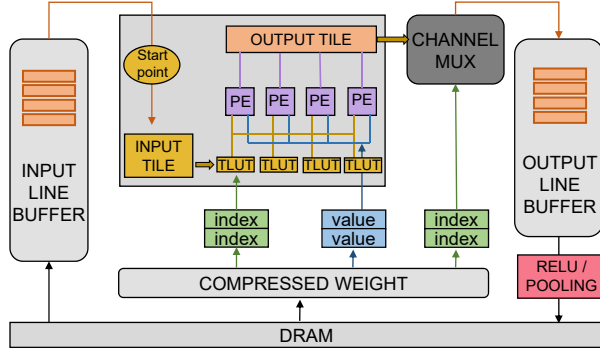 Start
point
OUTPUT TILE
CHANNEL
MUX
PE
PE
PE
PE
INPUT
TILE
TLUT
TLUT
TLUT
TLUT
INPUT
LINE
BUFFER
OUTPUT
LINE
BUFFER
index
index
value
value
index
index
COMPRESSED WEIGHT
RELU /
POOLING
DRAM